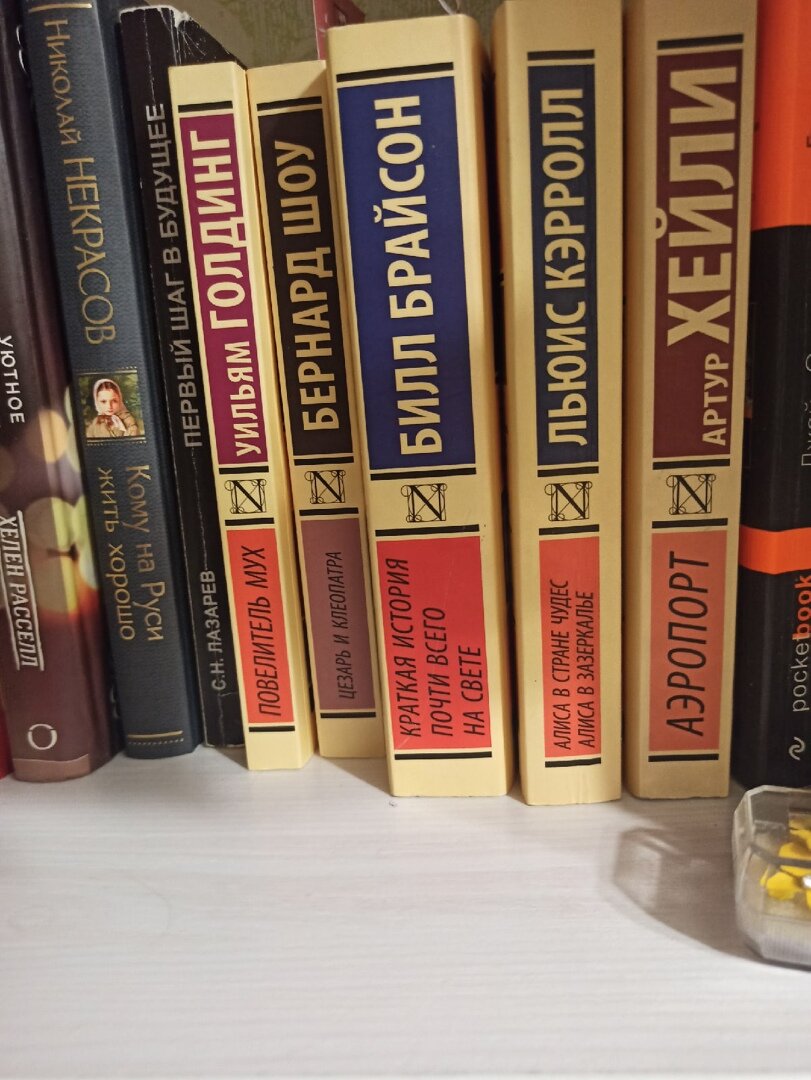 УЮТНОЕ
ХЕЛЕН РАССЕЛЛ
НИКОЛАЙ НЕКРАСОВ
Кому на Руси
жить хорошо
С.Н. ЛАЗАРЕВ
ПЕРВЫЙ ШАГ В БУДУЩЕЕ
УИЛЬЯМ ГОЛДИНГ
ПОВЕЛИТЕЛЬ МУХ
БЕРНАРД ШОУ
ЦЕЗАРЬ И КЛЕОПАТРА
БИЛЛ БРАЙСОН
КРАТКАЯ ИСТОРИЯ
ПОЧТИ ВСЕГО
НА СВЕТЕ
ЛЬЮИС КЭРРОЛЛ
АЛИСА В СТРАНЕ ЧУДЕС
АЛИСА В ЗАЗЕРКАЛЬЕ
АРТУР ХЕЙЛИ
АЭРОПОРТ
pocketbook